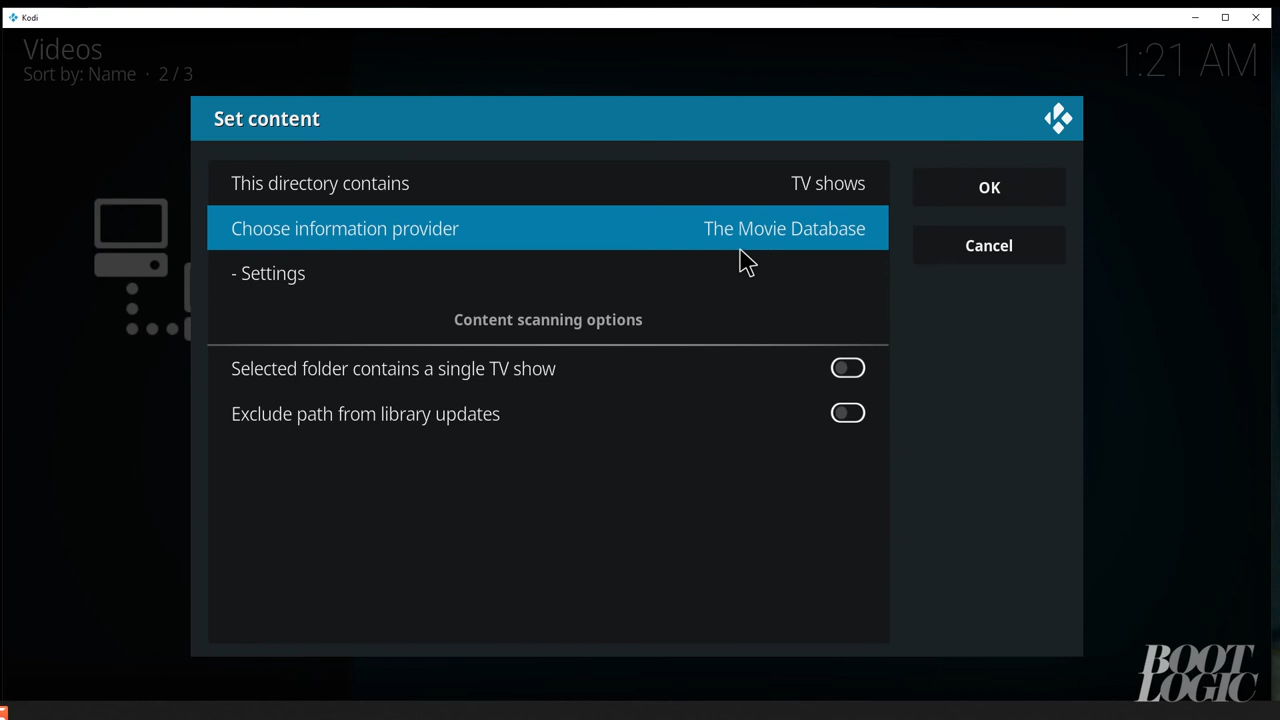 Kodi
Videos
Sort by: Name · 2 / 3
1:21 AM
Set content
This directory contains TV shows
Choose information provider The Movie Database
- Settings
Content scanning options
Selected folder contains a single TV show
Exclude path from library updates
OK
Cancel
BOOT
LOGIC